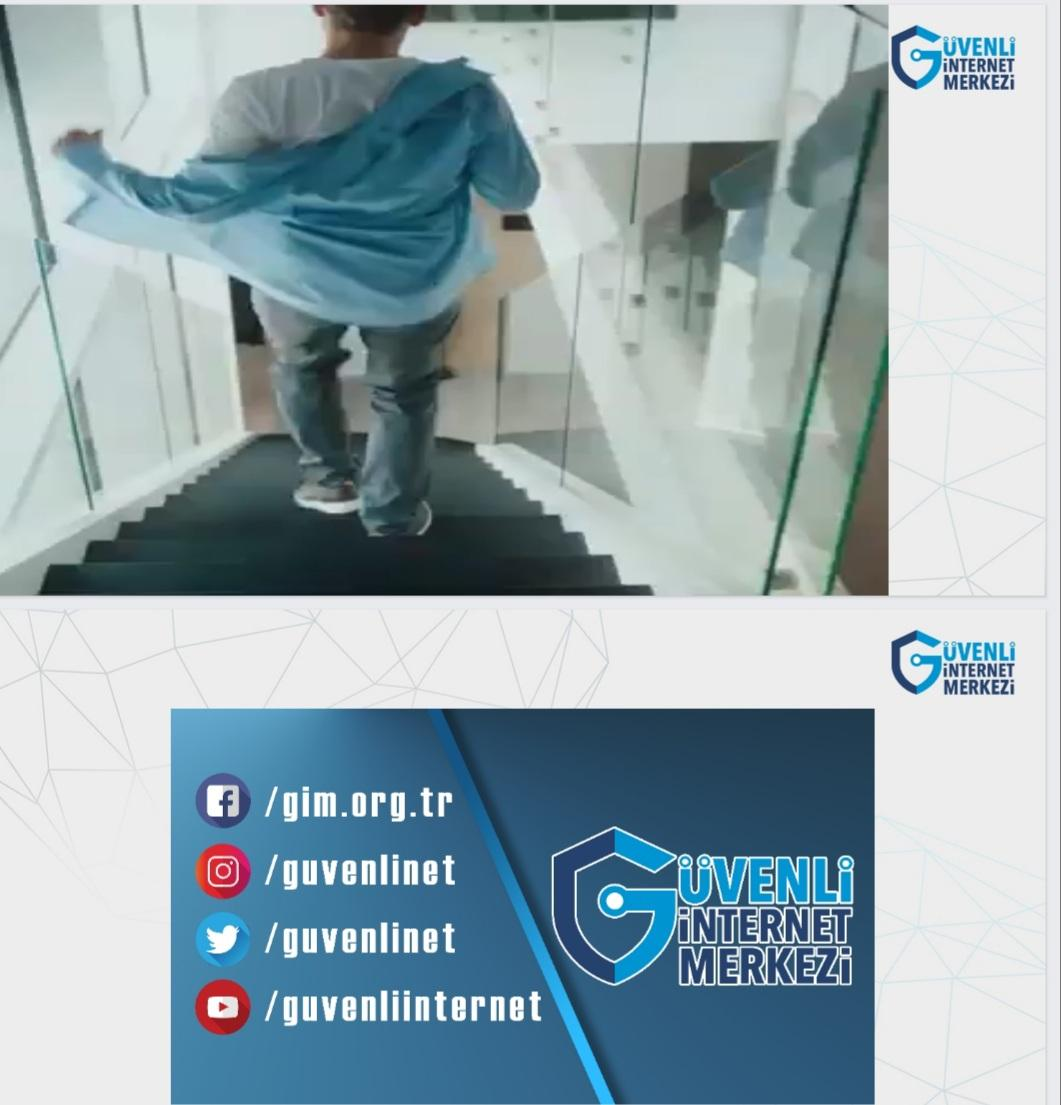 GÜVENLİ
İNTERNET
MERKEZİ
GÜVENLİ
İNTERNET
MERKEZİ
/gim.org.tr
/guvenlinet
/guvenlinet
/guvenliinternet
GÜVENLİ
İNTERNET
MERKEZİ